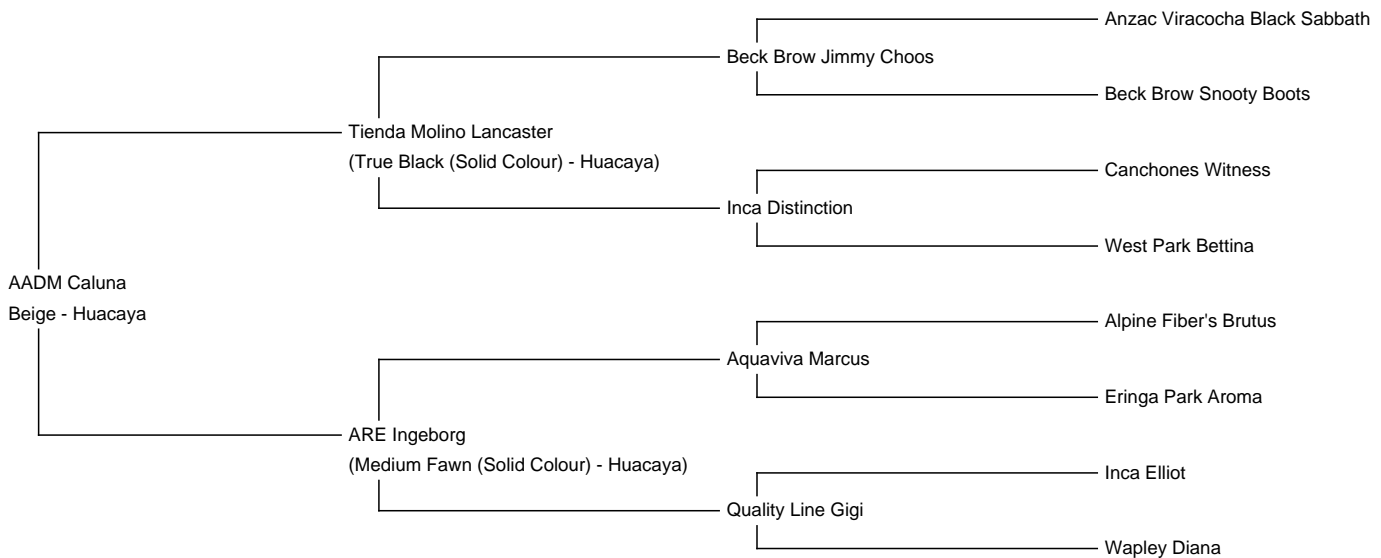 Anzac Viracocha Black Sabbath
Beck Brow Jimmy Choos
Beck Brow Snooty Boots
Tienda Molino Lancaster
(True Black (Solid Colour) - Huacaya)
Canchones Witness
Inca Distinction
West Park Bettina
AADM Caluna
Beige - Huacaya
Alpine Fiber's Brutus
Aquaviva Marcus
Eringa Park Aroma
ARE Ingeborg
(Medium Fawn (Solid Colour) - Huacaya)
Inca Elliot
Quality Line Gigi
Wapley Diana